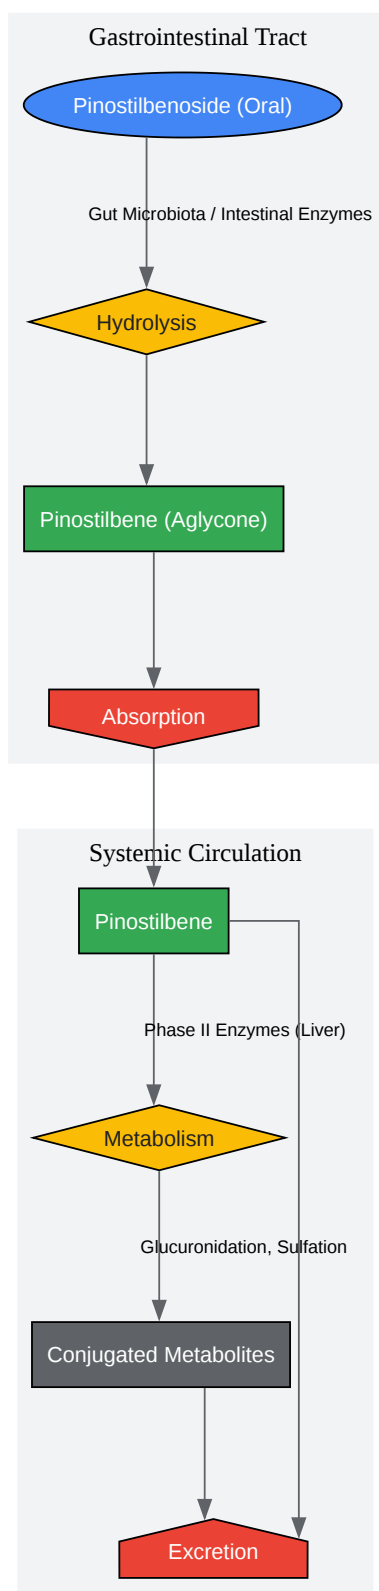 Gastrointestinal Tract
Pinostilbenoside (Oral)
Gut Microbiota / Intestinal Enzymes
Hydrolysis
Pinostilbene (Aglycone)
Absorption
Systemic Circulation
Pinostilbene
Phase II Enzymes (Liver)
Metabolism
Glucuronidation, Sulfation
Conjugated Metabolites
Excretion